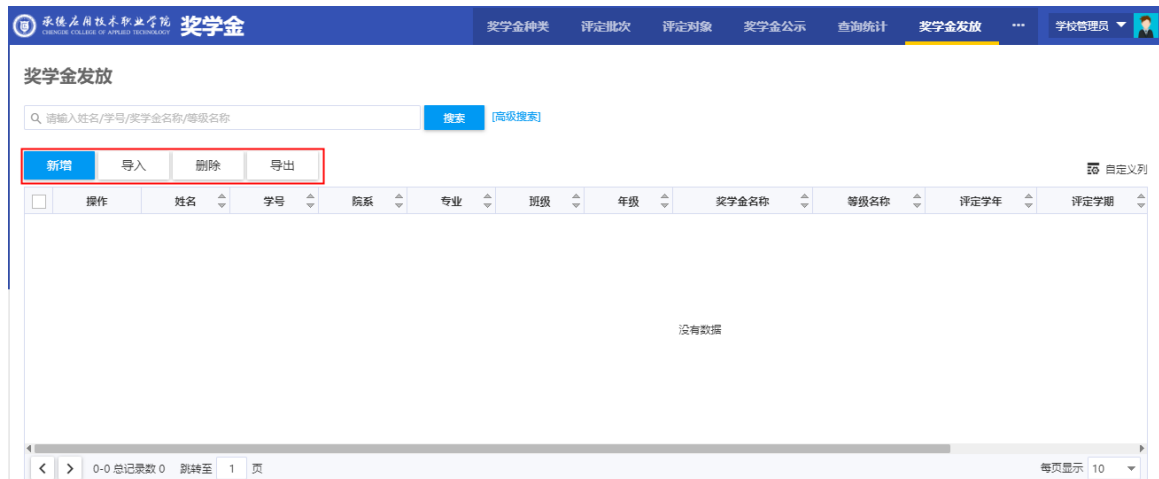 承德应用技术职业学院 奖学金 奖学金种类 评定批次 评定对象 奖学金公示 查询统计 奖学金发放 ··· 学校管理员
CHENGDE COLLEGE OF APPLIED TECHNOLOGY
奖学金发放
请输入姓名/学号/奖学金名称/等级名称 搜索 [高级搜索]
新增 导入 删除 导出 自定义列
操作 姓名 学号 院系 专业 班级 年级 奖学金名称 等级名称 评定学年 评定学期
没有数据
0-0 总记录数 0 跳转至 1 页 每页显示 10